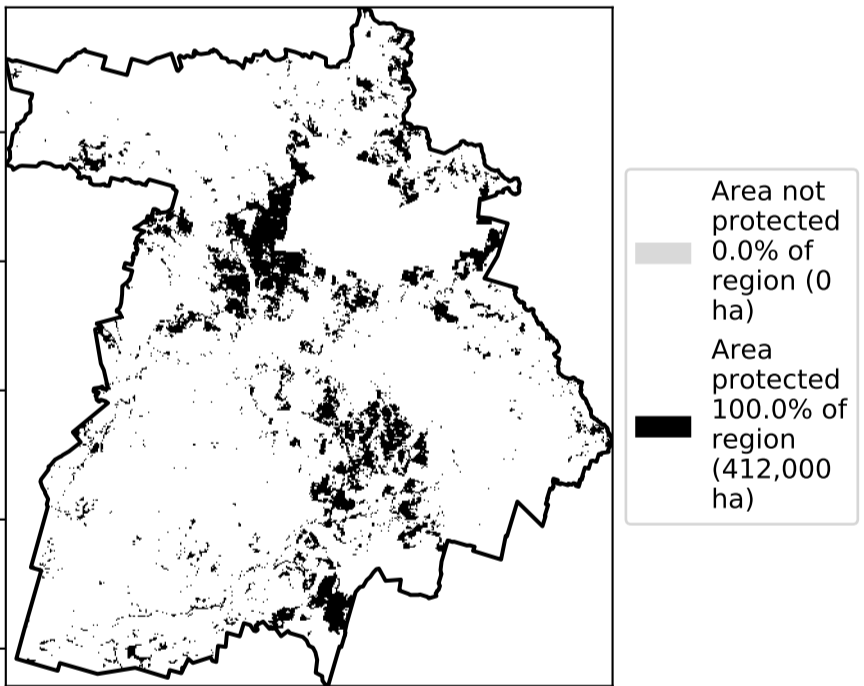 Area not
protected
0.0% of
region (0
ha)
Area
protected
100.0% of
region
(412,000
ha)